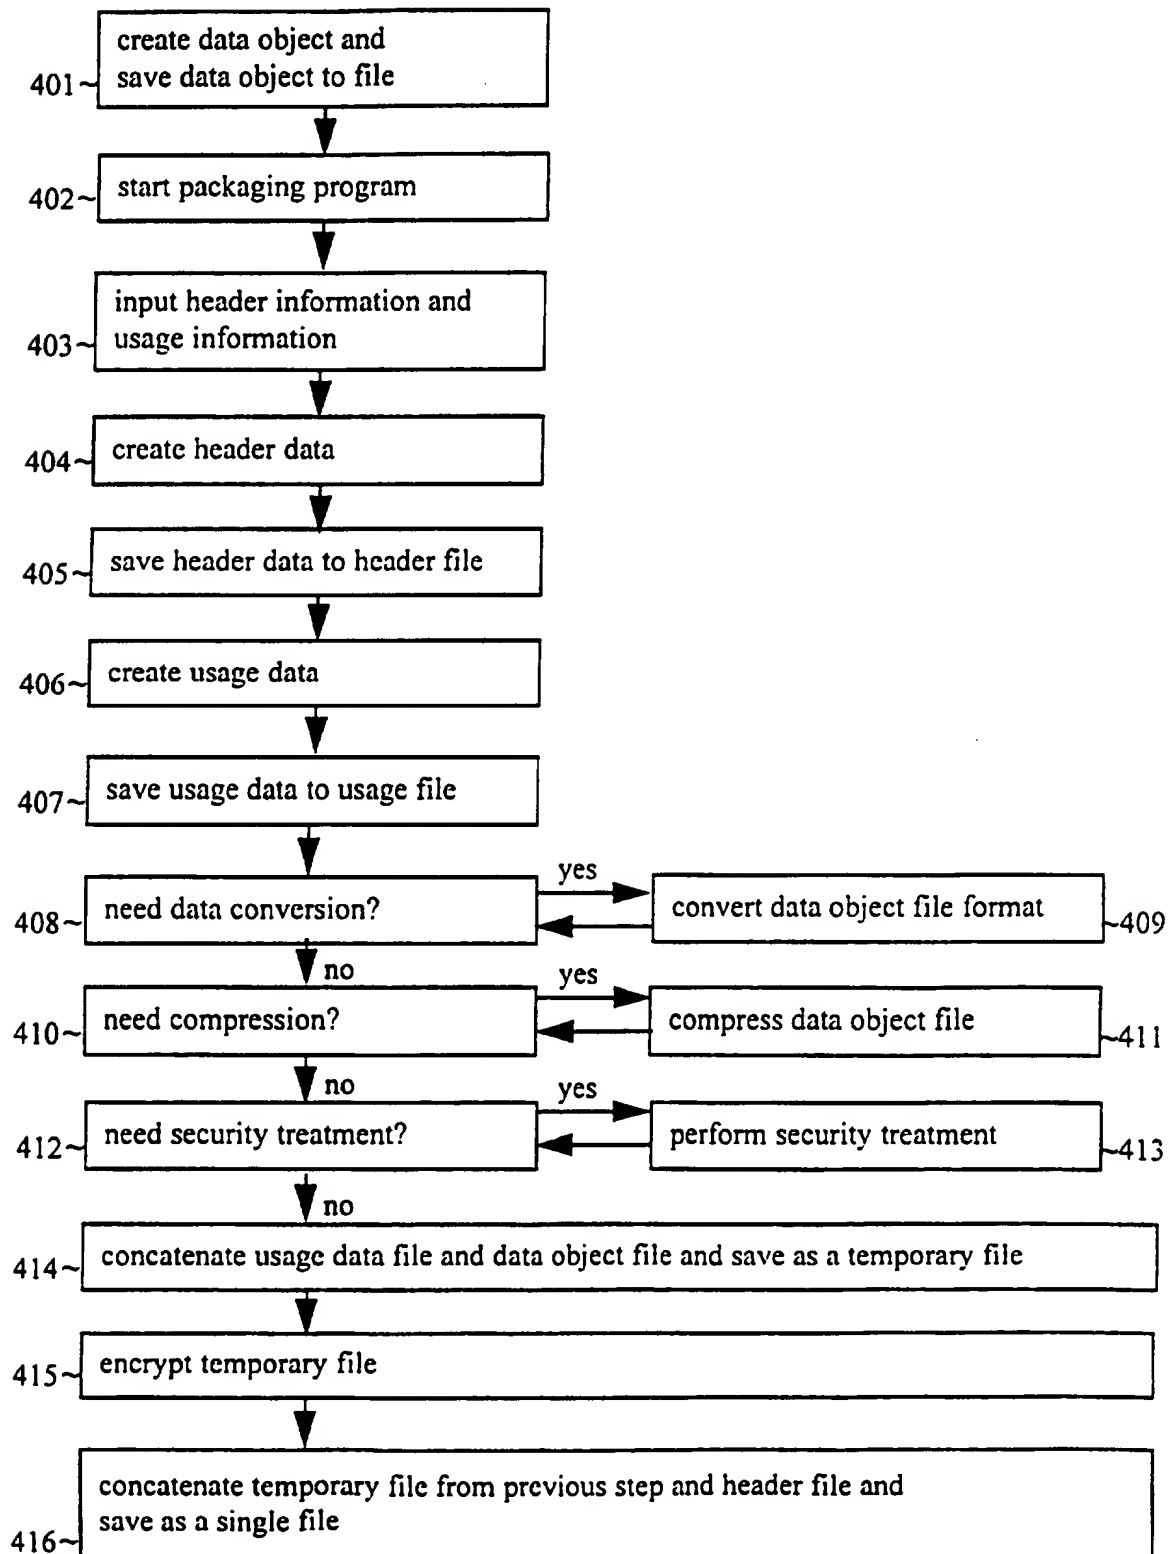 create data object and
save data object to file
401~
start packaging program
402~
input header information and
usage information
403~
create header data
404~
save header data to header file
405~
create usage data
406~
save usage data to usage file
407~
need data conversion?
408~
yes
convert data object file format
~409
no
need compression?
410~
yes
compress data object file
~411
no
need security treatment?
412~
yes
perform security treatment
~413
no
concatenate usage data file and data object file and save as a temporary file
414~
encrypt temporary file
415~
concatenate temporary file from previous step and header file and
save as a single file
416~